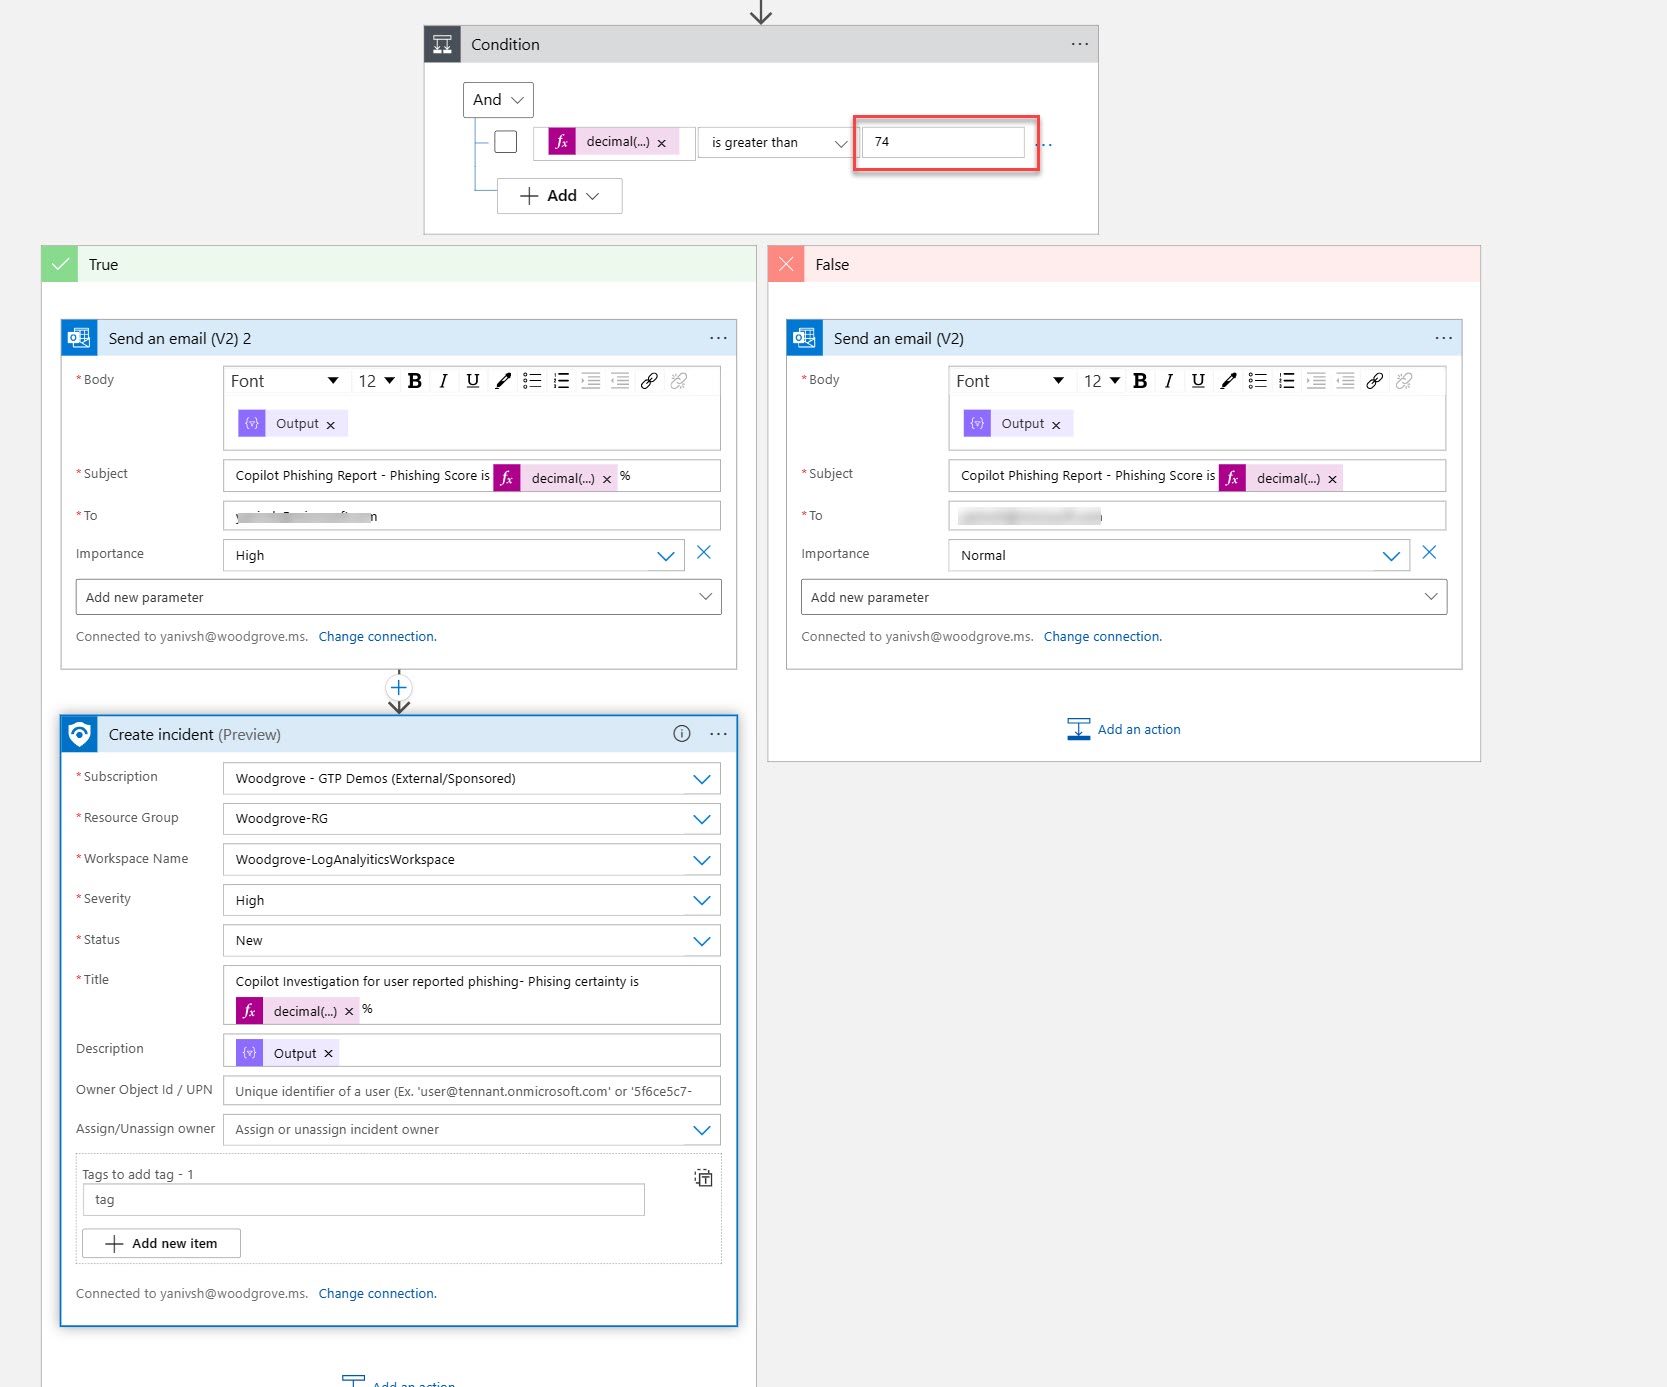 Condition
And
fx decimal(...) × is greater than 74
Add
True
Send an email (V2) 2
* Body
Font 12 B I U
Output ×
* Subject Copilot Phishing Report - Phishing Score is fx decimal(...) × %
* To
Importance High
Add new parameter
Connected to yanivsh@woodgrove.ms. Change connection.
Create incident (Preview)
* Subscription Woodgrove - GTP Demos (External/Sponsored)
* Resource Group Woodgrove-RG
* Workspace Name Woodgrove-LogAnalyiticsWorkspace
* Severity High
* Status New
* Title Copilot Investigation for user reported phishing- Phising certainty is
fx decimal(...) × %
Description Output ×
Owner Object Id / UPN Unique identifier of a user (Ex. 'user@tennant.onmicrosoft.com' or '5f6ce5c7-
Assign/Unassign owner Assign or unassign incident owner
Tags to add tag - 1
tag
Add new item
Connected to yanivsh@woodgrove.ms. Change connection.
Add an action
False
Send an email (V2)
* Body
Font 12 B I U
Output ×
* Subject Copilot Phishing Report - Phishing Score is fx decimal(...) ×
* To
Importance Normal
Add new parameter
Connected to yanivsh@woodgrove.ms. Change connection.
Add an action